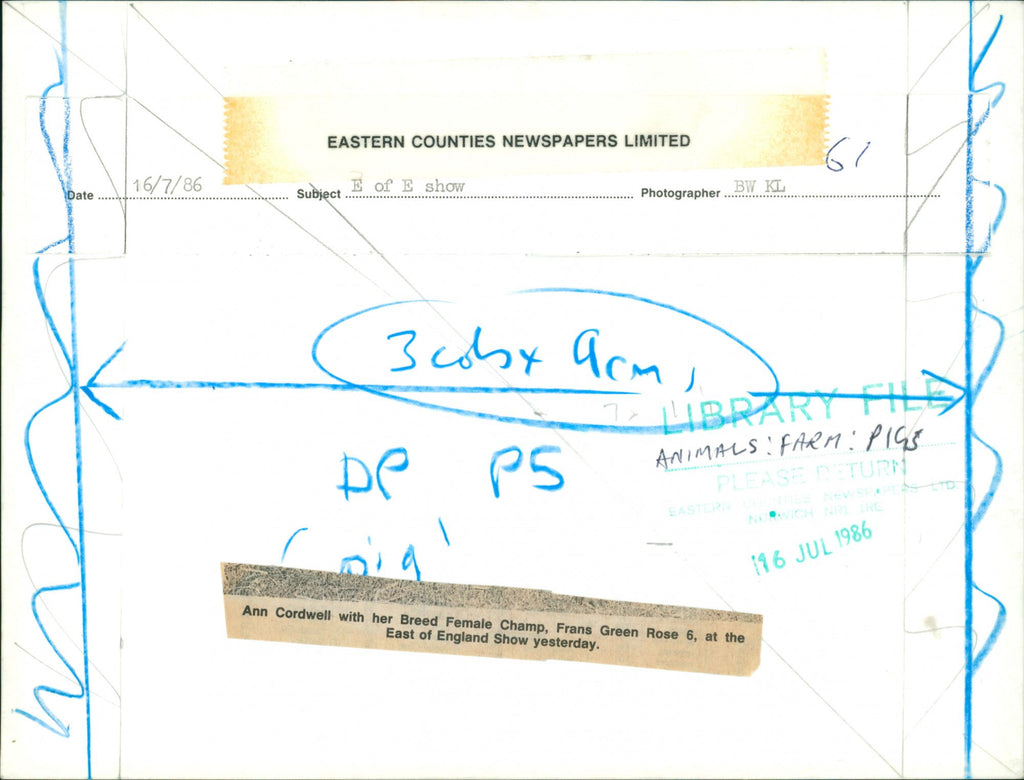 EASTERN COUNTIES NEWSPAPERS LIMITED
61
Date 16/7/86 Subject E of E show Photographer BW KL
3 cols x 9cm
LIBRARY FILE
ANIMALS: FARM: PIGS
DP P5
PLEASE RETURN
EASTERN COUNTIES NEWSPAPERS LTD.
NORWICH NR1 1RE
'pig'
16 JUL 1986
Ann Cordwell with her Breed Female Champ, Frans Green Rose 6, at the
East of England Show yesterday.